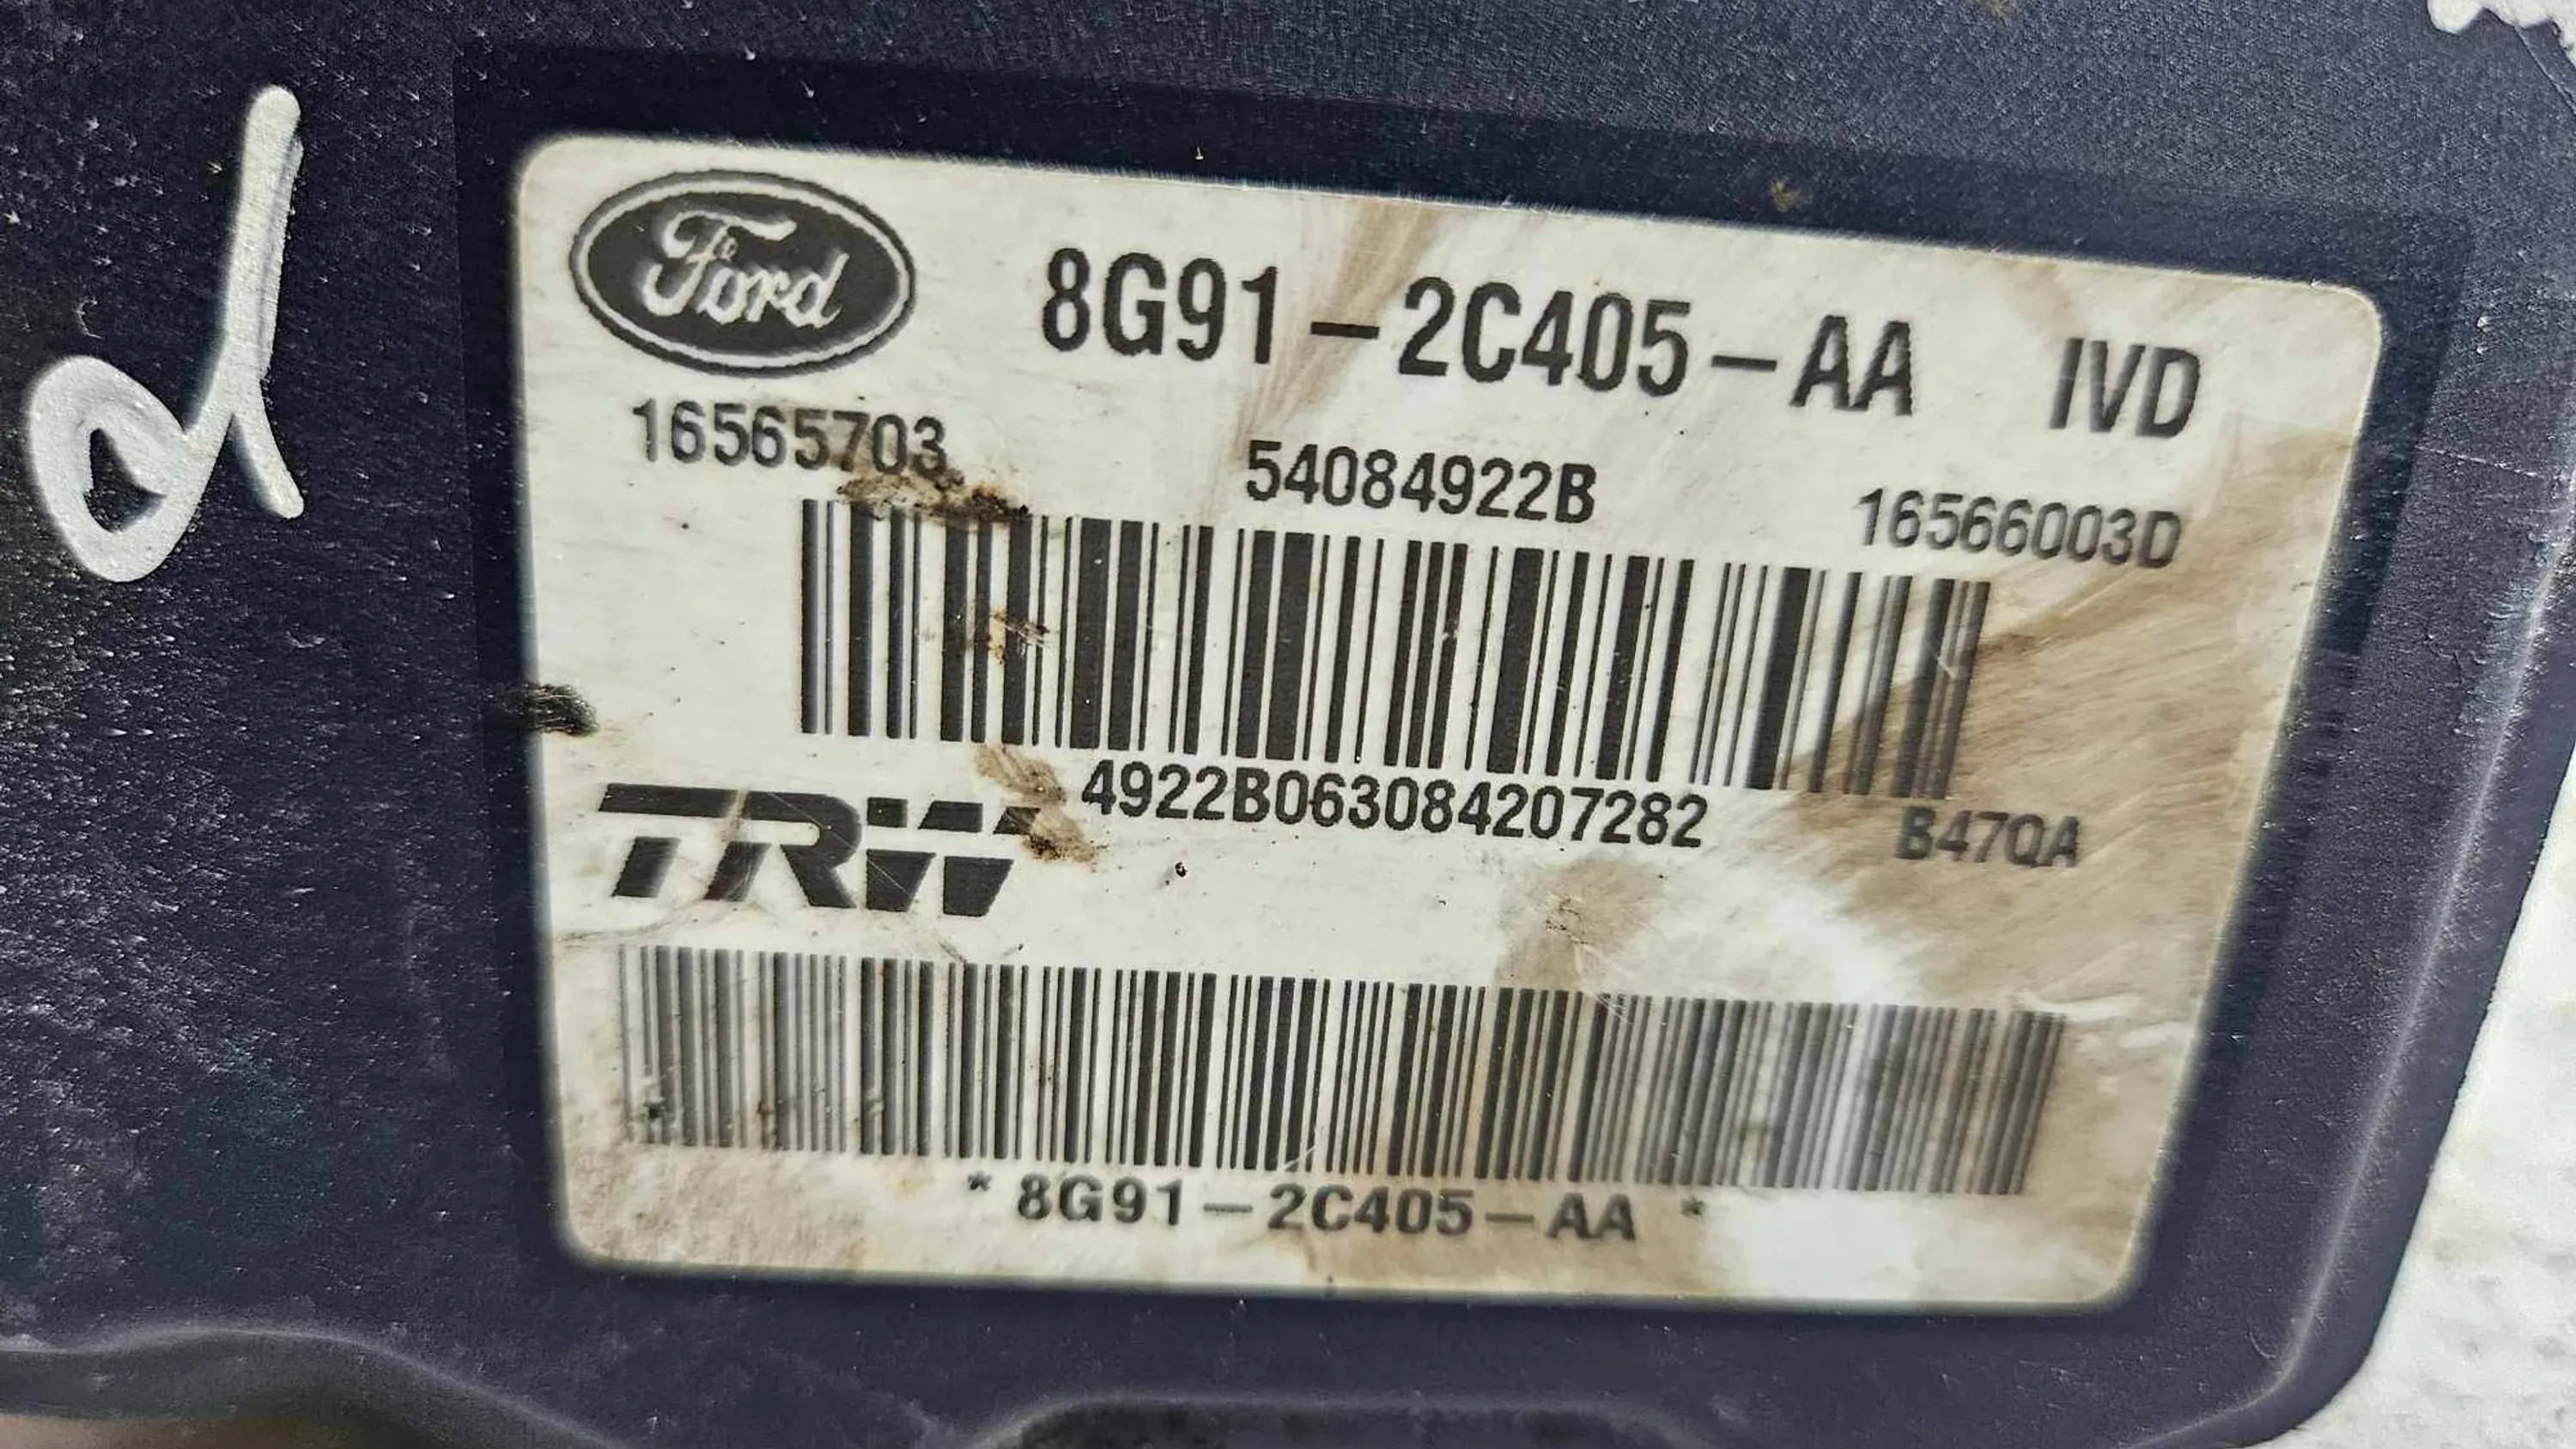 Ford
8G91-2C405-AA IVD
16565703
54084922B
16566003D
4922B063084207282
B47QA
TRW
*8G91-2C405-AA *